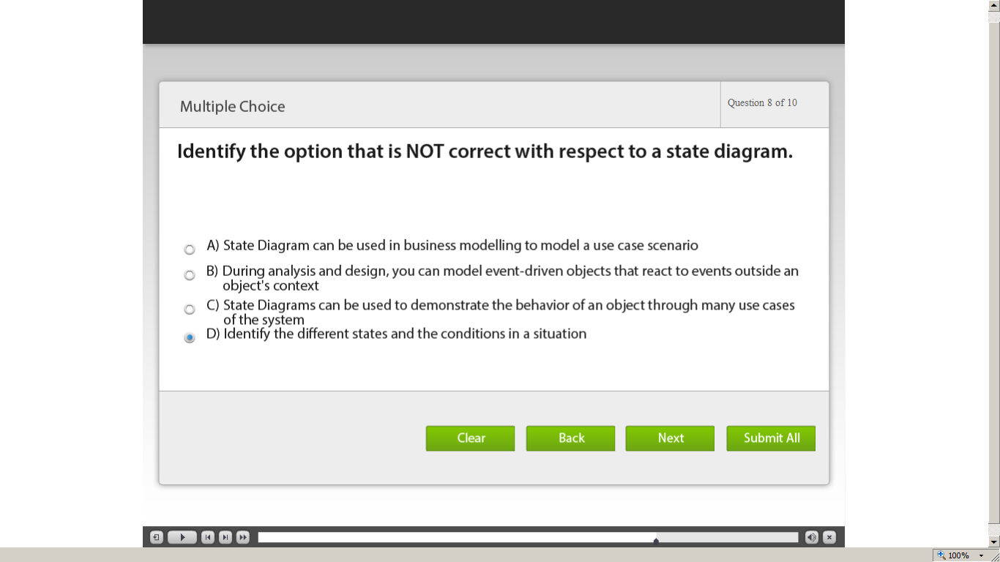 Multiple Choice
Question 8 of 10
Identify the option that is NOT correct with respect to a state diagram.
A) State Diagram can be used in business modelling to model a use case scenario
B) During analysis and design, you can model event-driven objects that react to events outside an
object's context
C) State Diagrams can be used to demonstrate the behavior of an object through many use cases
of the system
D) Identify the different states and the conditions in a situation
Clear
Back
Next
Submit All
100%